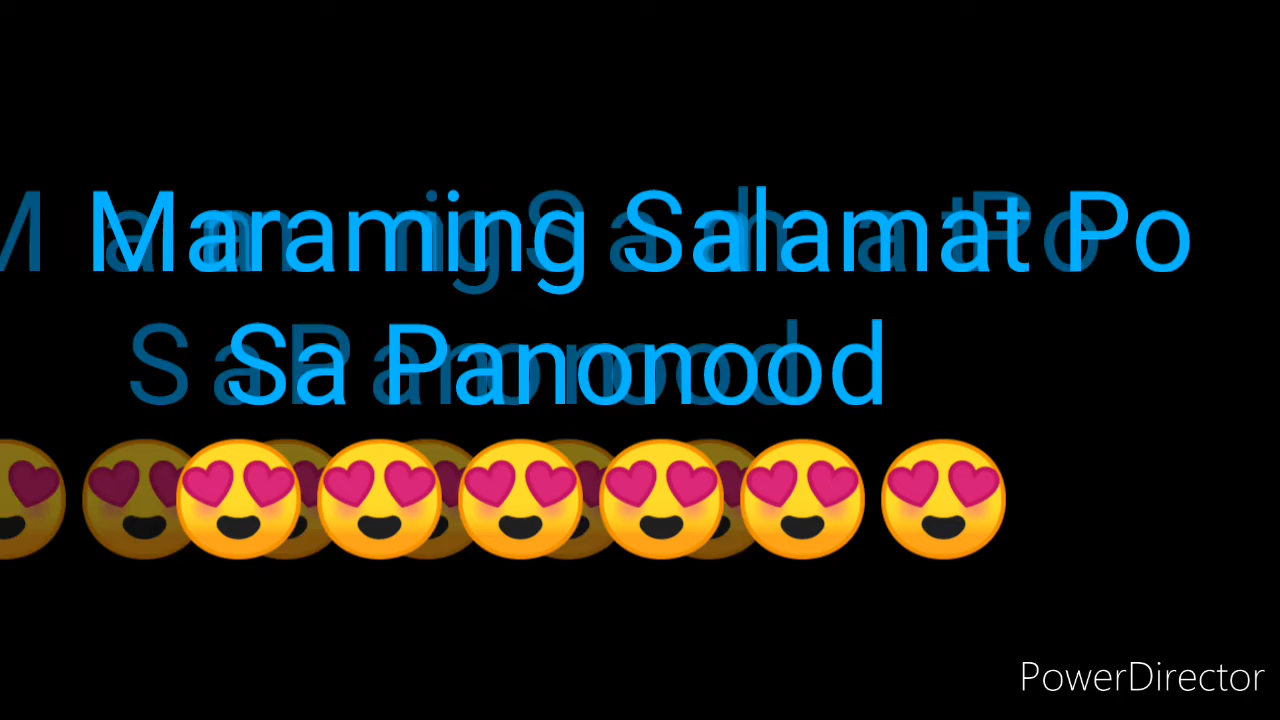 Maraming Salamat Po
Sa Panonood
😍😍😍😍😍😍
PowerDirector